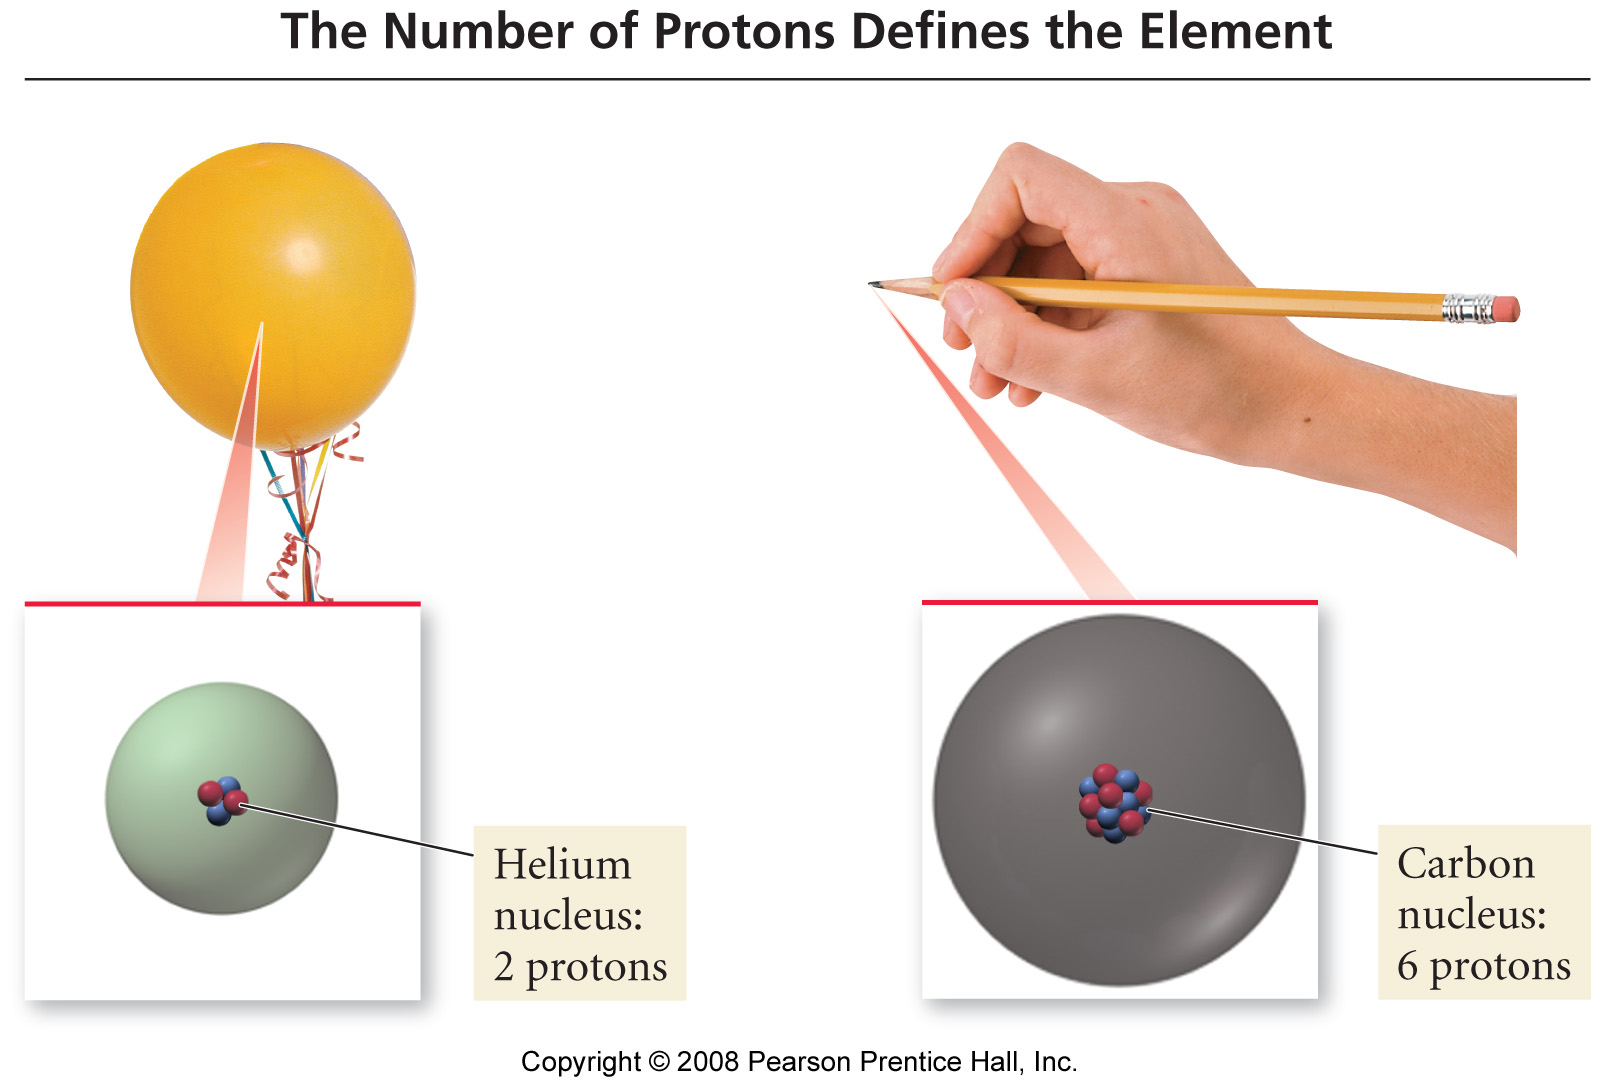 The Number of Protons Defines the Element
Helium
nucleus:
2 protons
Carbon
nucleus:
6 protons
Copyright © 2008 Pearson Prentice Hall, Inc.